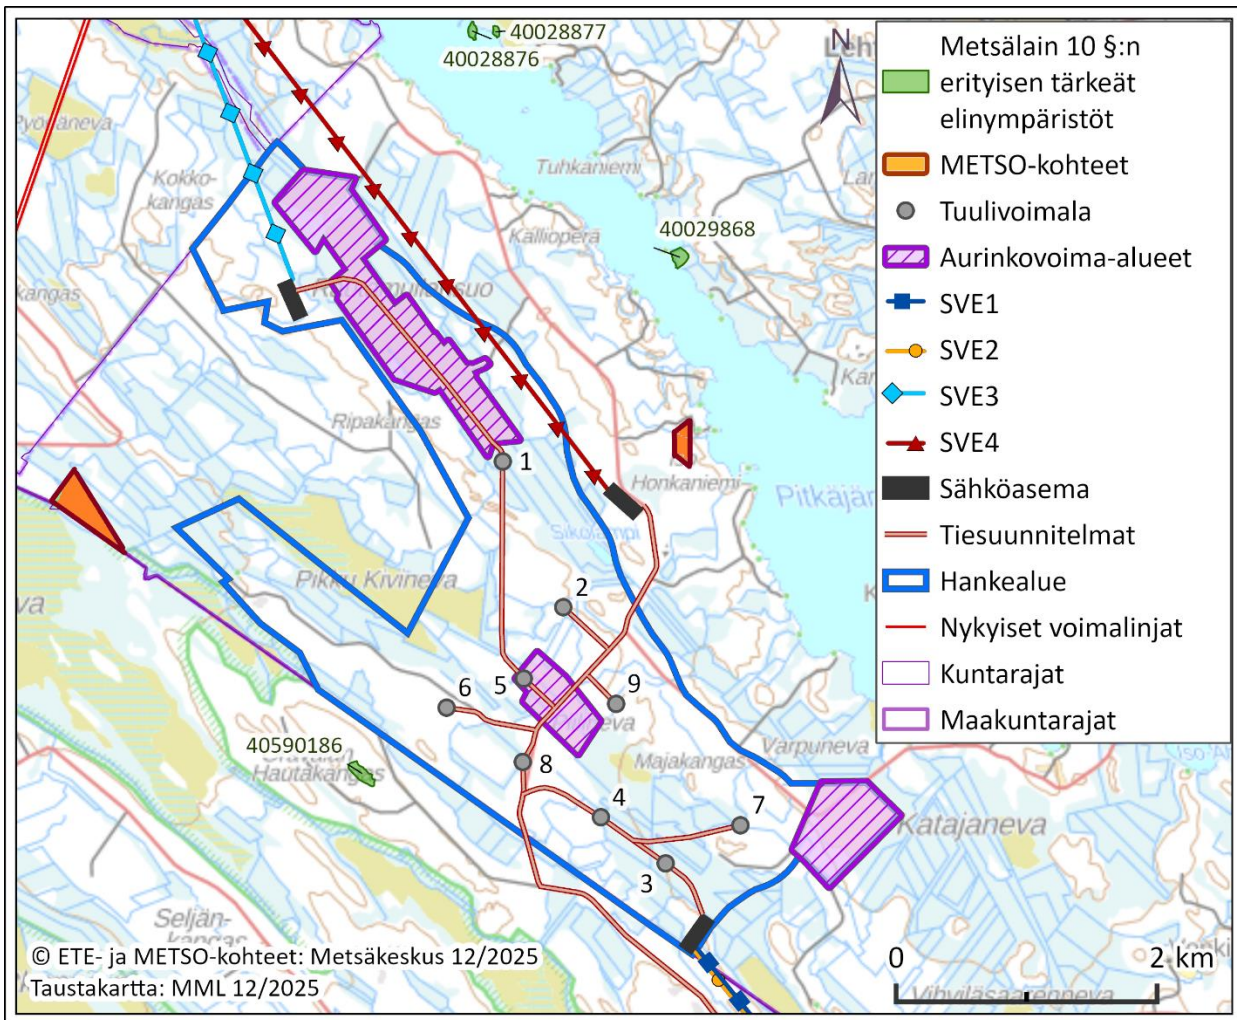 40028877
40028876
Tuhkaniemi
Kokko-
kangas
Kalliopera
40029868
kangas
Ripakangas
1
Honkaniemi
Pitkäjär
Sikolampi
Pikku Kivineva
2
6
5
9
40590186
Hautakangas
8
Majakangas
Varpuneva
4
7
Katajaneva
3
Seljän-
kangas
Vihviläsaarenneva
© ETE- ja METSO-kohteet: Metsäkeskus 12/2025
Taustakartta: MML 12/2025
0
2 km
N
Metsälain 10 §:n
erityisen tärkeät
elinympäristöt
METSO-kohteet
Tuulivoimala
Aurinkovoima-alueet
SVE1
SVE2
SVE3
SVE4
Sähköasema
Tiesuunnitelmat
Hankealue
Nykyiset voimalinjat
Kuntarajat
Maakuntarajat